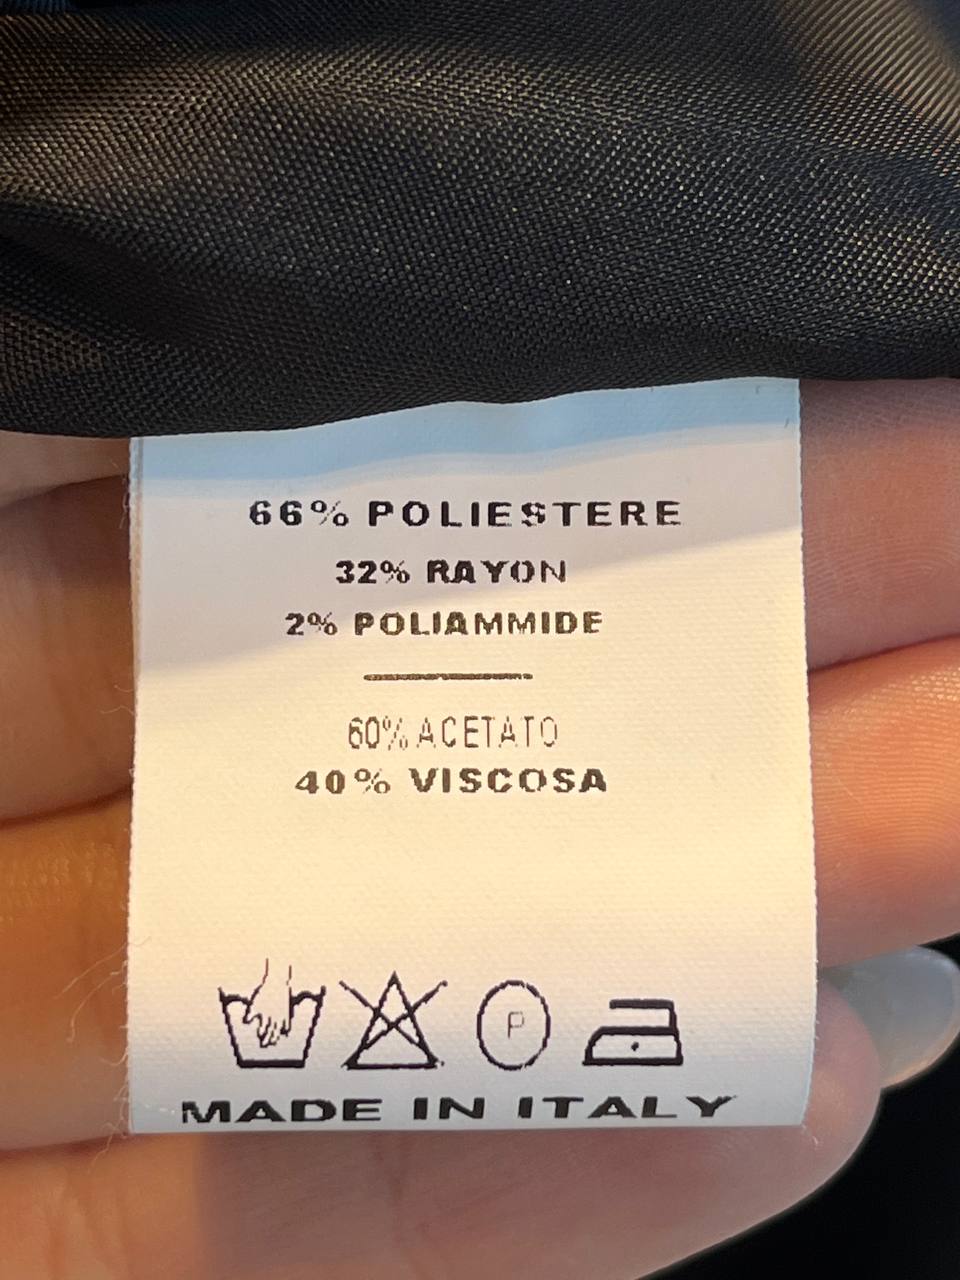 66% POLIESTERE
32% RAYON
2% POLIAMMIDE
60% ACETATO
40% VISCOSA
P
MADE IN ITALY